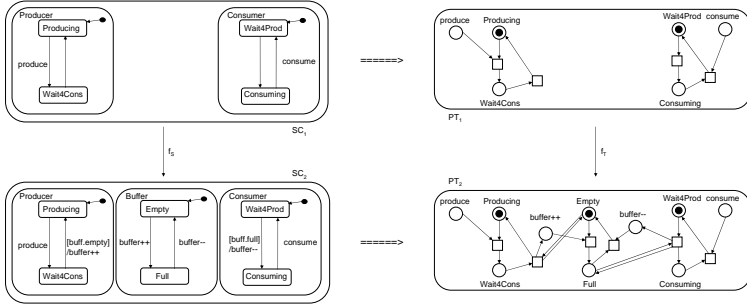 Producer
Consumer
Producing
Wait4Prod
produce
consume
Wait4Cons
Consuming
SC1
======>
produce
Producing
Wait4Prod
consume
Wait4Cons
Consuming
PT1
fS
fT
SC2
Producer
Buffer
Consumer
Producing
Empty
Wait4Prod
produce
[buff.empty]
/buffer++
buffer++
buffer--
[buff.full]
/buffer--
consume
Wait4Cons
Full
Consuming
======>
PT2
produce
Producing
Empty
Wait4Prod
consume
buffer++
buffer--
Wait4Cons
Full
Consuming